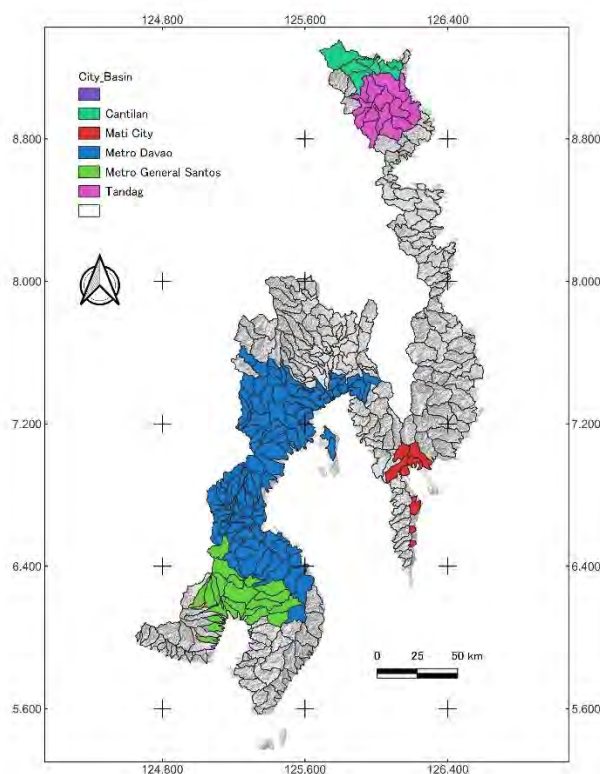 124.800 125.600 126.400
City_Basin
Cantilan
Mati City
Metro Davao
Metro General Santos
Tandag
8.800 8.800
8.000 8.000
7.200 7.200
6.400 6.400
0 25 50 km
5.600 5.600
124.800 125.600 126.400